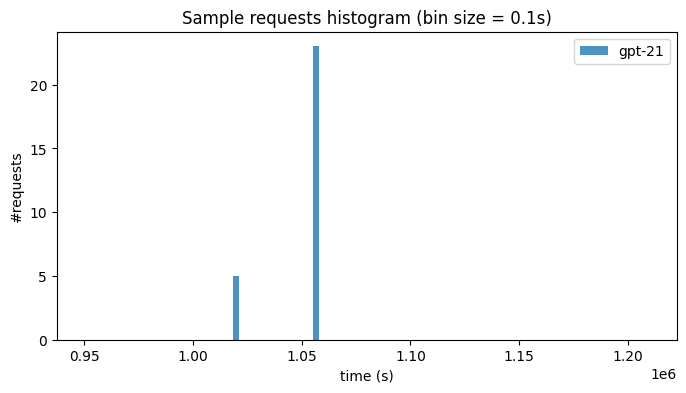 Sample requests histogram (bin size = 0.1s)
gpt-21
#requests
20
15
10
5
0
0.95 1.00 1.05 1.10 1.15 1.20
1e6
time (s)